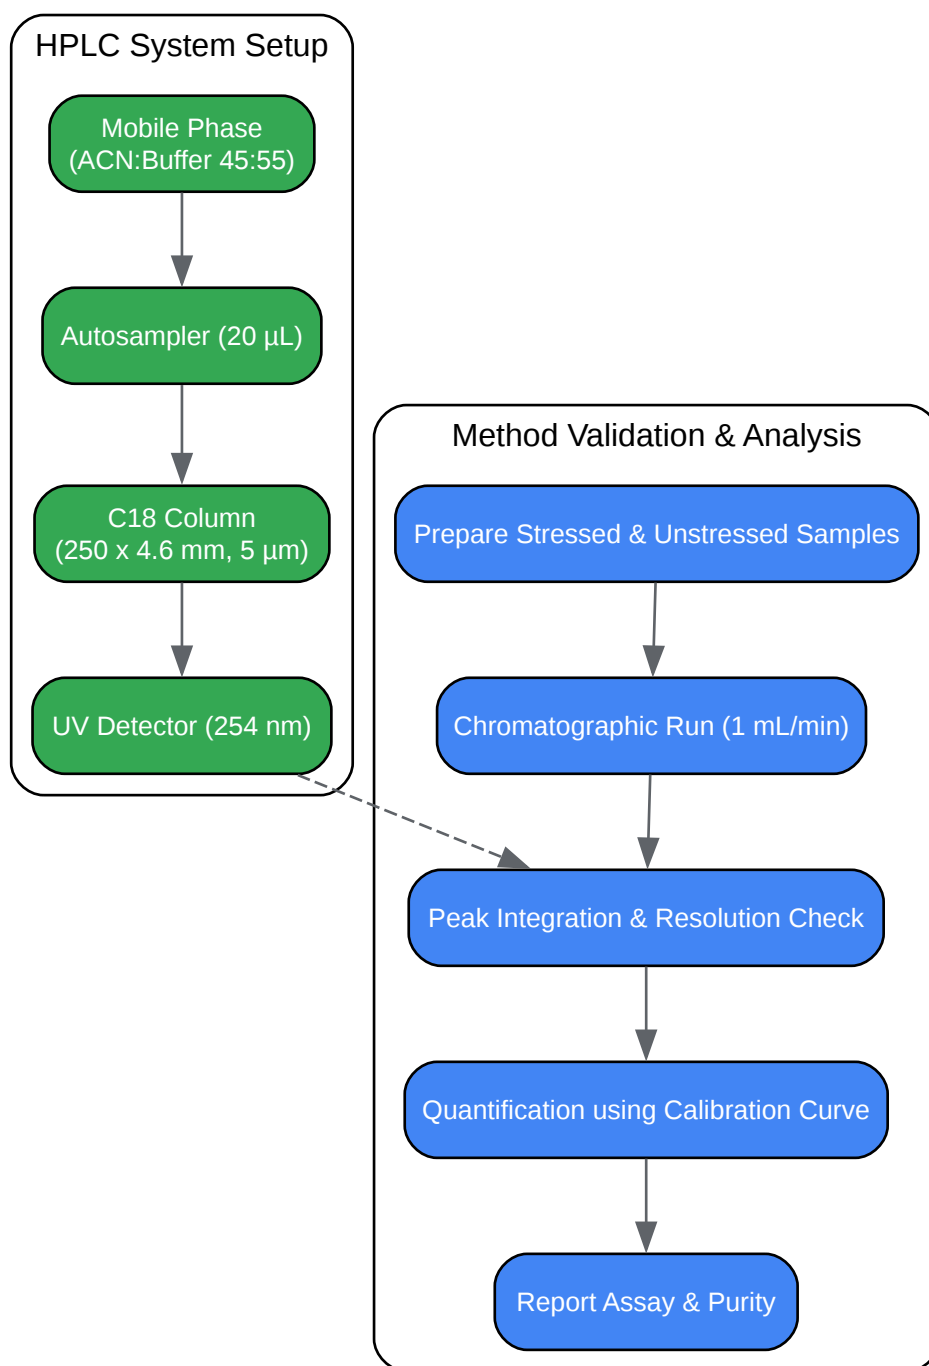 HPLC System Setup
Mobile Phase
(ACN:Buffer 45:55)
Autosampler (20 µL)
C18 Column
(250 x 4.6 mm, 5 µm)
UV Detector (254 nm)
Method Validation & Analysis
Prepare Stressed & Unstressed Samples
Chromatographic Run (1 mL/min)
Peak Integration & Resolution Check
Quantification using Calibration Curve
Report Assay & Purity